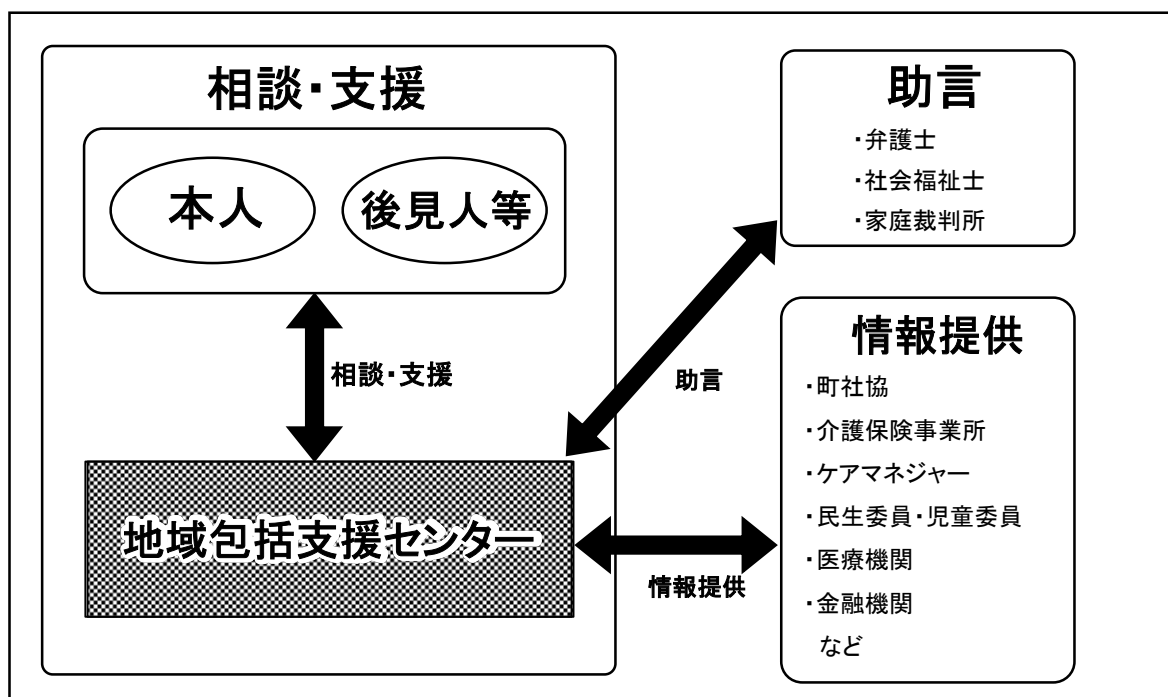 相談・支援
本人
後見人等
相談・支援
地域包括支援センター
助言
・弁護士
・社会福祉士
・家庭裁判所
助言
情報提供
・町社協
・介護保険事業所
・ケアマネジャー
・民生委員・児童委員
・医療機関
・金融機関
など
情報提供